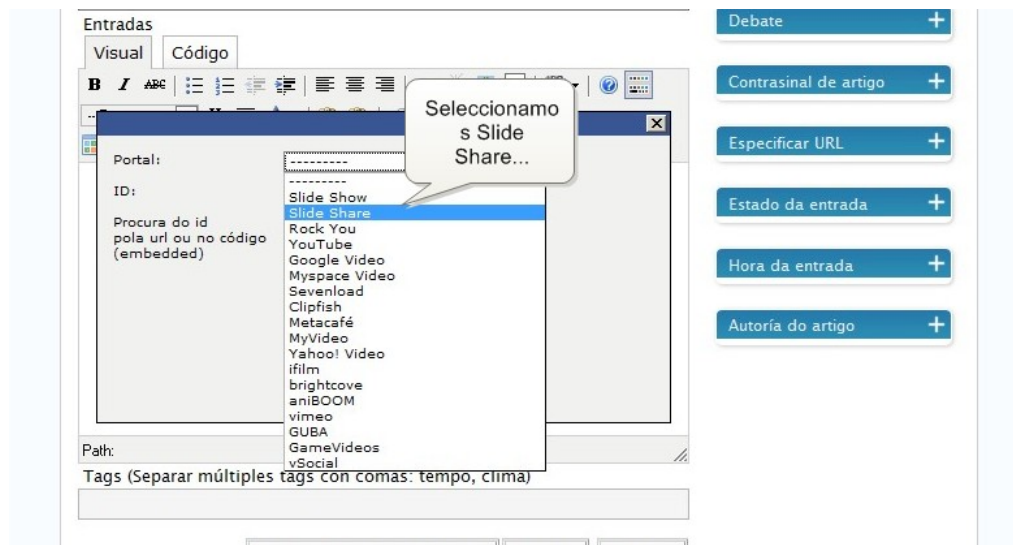 Entradas
Visual Código
B I ABC
Seleccionamo
s Slide
Share...
Portal: ---------
ID:
Procura do id
pola url ou no código
(embedded)
---------
Slide Show
Slide Share
Rock You
YouTube
Google Video
Myspace Video
Sevenload
Clipfish
Metacafé
MyVideo
Yahoo! Video
ifilm
brightcove
aniBOOM
vimeo
GUBA
GameVideos
vSocial
Path:
Tags (Separar múltiples tags con comas: tempo, clima)
Debate +
Contrasinal de artigo +
Especificar URL +
Estado da entrada +
Hora da entrada +
Autoría do artigo +